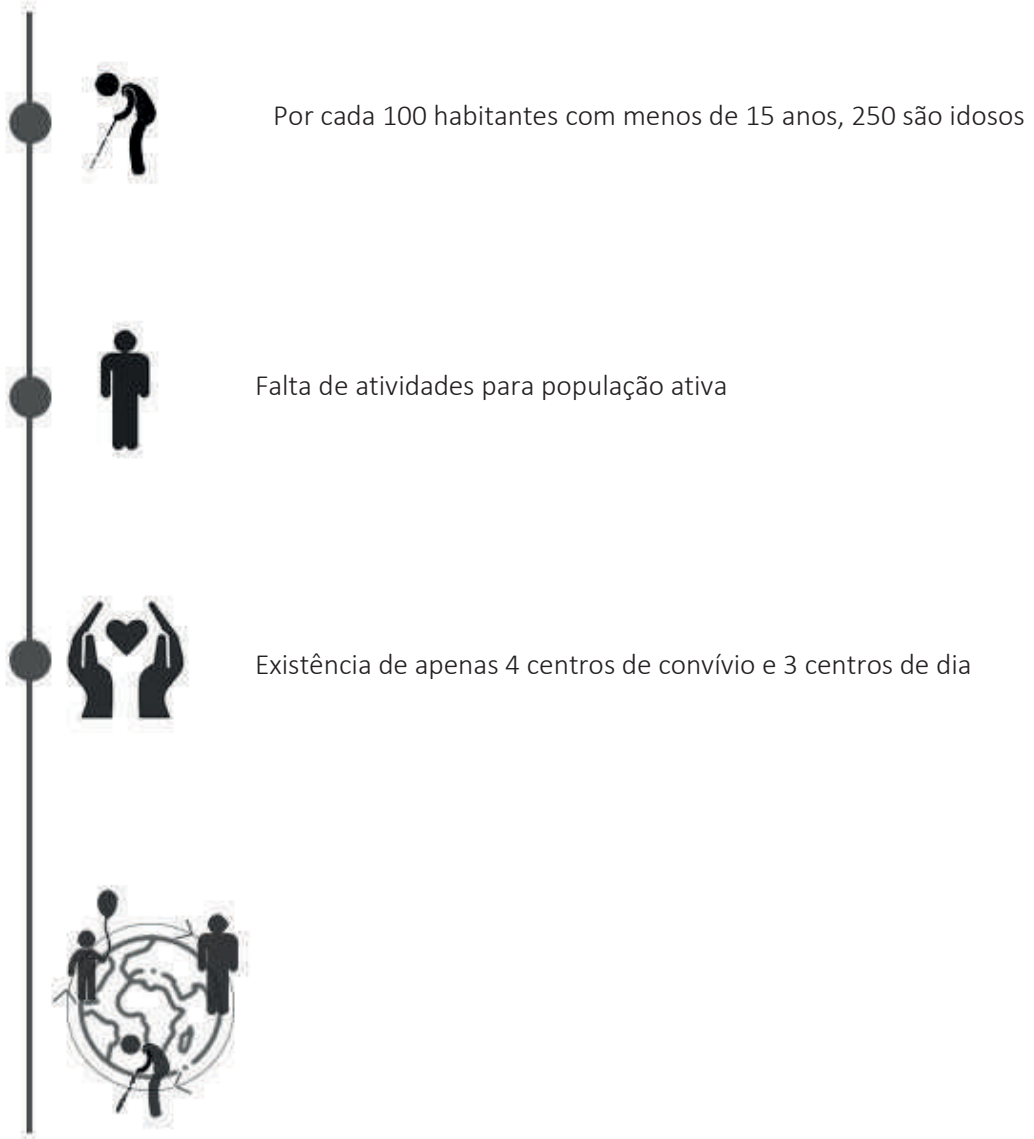 Por cada 100 habitantes com menos de 15 anos, 250 são idosos
Falta de atividades para população ativa
Existência de apenas 4 centros de convívio e 3 centros de dia